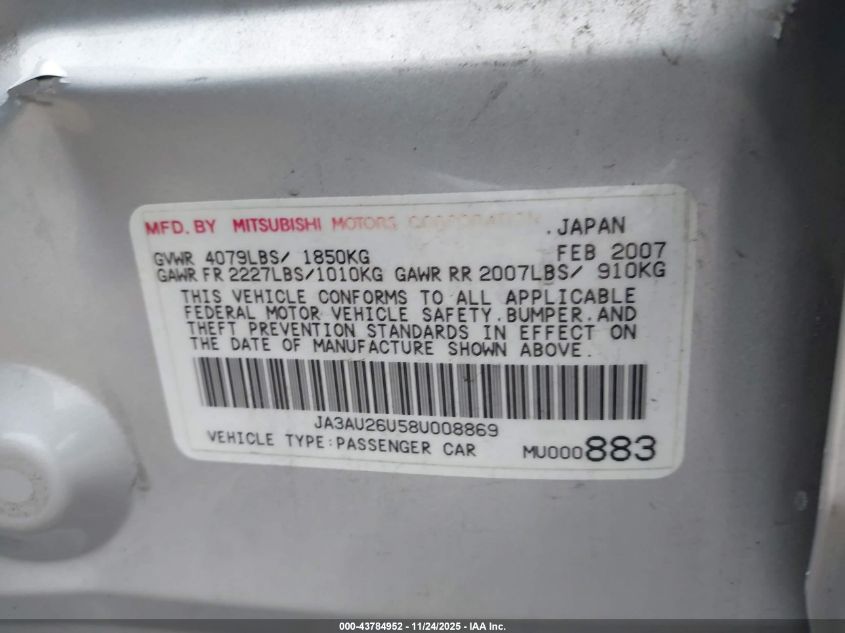 MFD. BY MITSUBISHI MOTORS CORPORATION. JAPAN
GVWR 4079LBS/ 1850KG FEB 2007
GAWR FR 2227LBS/1010KG GAWR RR 2007LBS/ 910KG
THIS VEHICLE CONFORMS TO ALL APPLICABLE
FEDERAL MOTOR VEHICLE SAFETY.BUMPER.AND
THEFT PREVENTION STANDARDS IN EFFECT ON
THE DATE OF MANUFACTURE SHOWN ABOVE.
JA3AU26U58U008869
VEHICLE TYPE:PASSENGER CAR MU000883
000-43784952 - 11/24/2025 - IAA Inc.